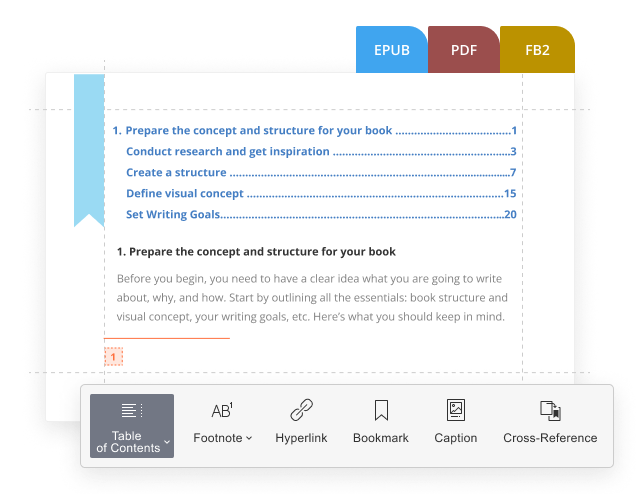 EPUB PDF FB2
1. Prepare the concept and structure for your book ....................................1
Conduct research and get inspiration .........................................................3
Create a structure .......................................................................................7
Define visual concept ................................................................................15
Set Writing Goals.......................................................................................20
1. Prepare the concept and structure for your book
Before you begin, you need to have a clear idea what you are going to write
about, why, and how. Start by outlining all the essentials: book structure and
visual concept, your writing goals, etc. Here's what you should keep in mind.
1
AB1
Table
of Contents
Footnote
Hyperlink
Bookmark
Caption
Cross-Reference